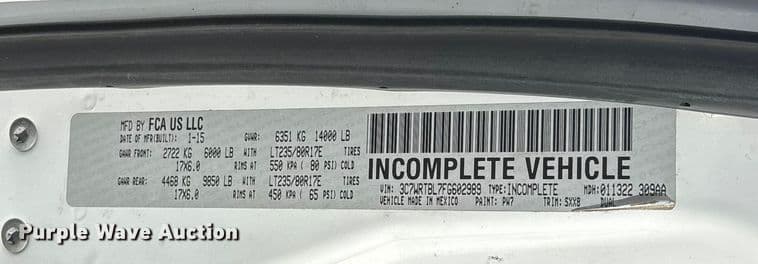 MFD BY FCA US LLC
DATE OF MFR(BUILT): 1-15 GVWR: 6351 KG 14000 LB
GAWR FRONT: 2722 KG 6000 LB WITH LT235/80R17E TIRES
17X6.0 RIMS AT 550 KPA ( 80 PSI) COLD
GAWR REAR: 4468 KG 9850 LB WITH LT235/80R17E TIRES
17X6.0 RIMS AT 450 KPA ( 65 PSI) COLD
INCOMPLETE VEHICLE
VIN: 3C7WRTBL7FG602989 TYPE: INCOMPLETE MDH: 011322 309AA
VEHICLE MADE IN MEXICO PAINT: PW7 TRIM: SXX8 DUAL
Purple Wave Auction